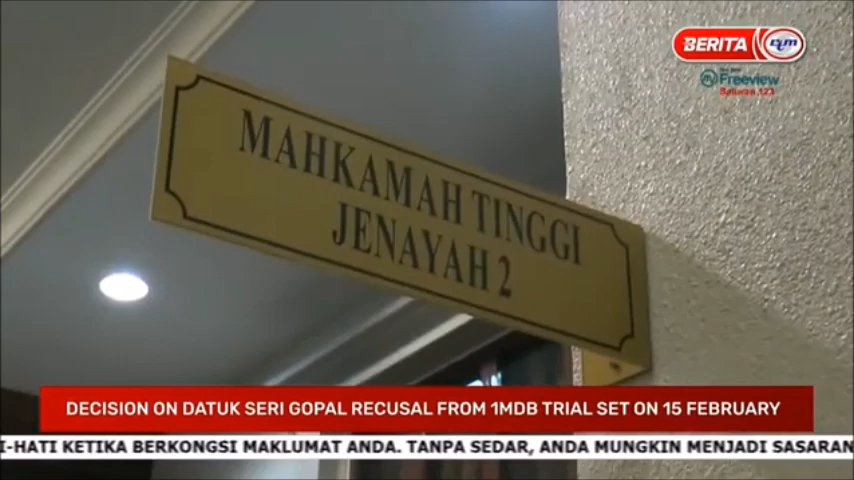 BERITA rtm
Freeview
Saluran 123
MAHKAMAH TINGGI
JENAYAH 2
DECISION ON DATUK SERI GOPAL RECUSAL FROM 1MDB TRIAL SET ON 15 FEBRUARY
I-HATI KETIKA BERKONGSI MAKLUMAT ANDA. TANPA SEDAR, ANDA MUNGKIN MENJADI SASARAN